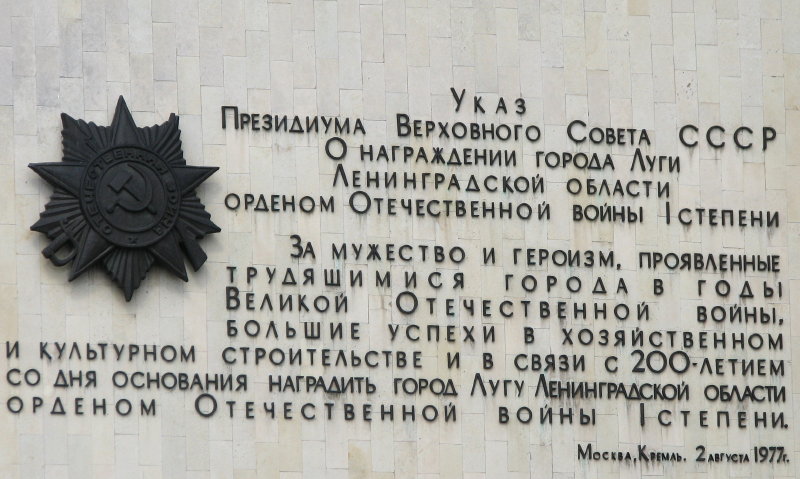 Указ
Президиума Верховного Совета СССР
О награждении города Луги
Ленинградской области
орденом Отечественной войны I степени
За мужество и героизм, проявленные
трудящимися города в годы
Великой Отечественной войны,
большие успехи в хозяйственном
и культурном строительстве и в связи с 200-летием
со дня основания наградить город Лугу Ленинградской области
орденом Отечественной войны I степени.
Москва, Кремль. 2 августа 1977г.
ОТЕЧЕСТВЕННАЯ ВОЙНА